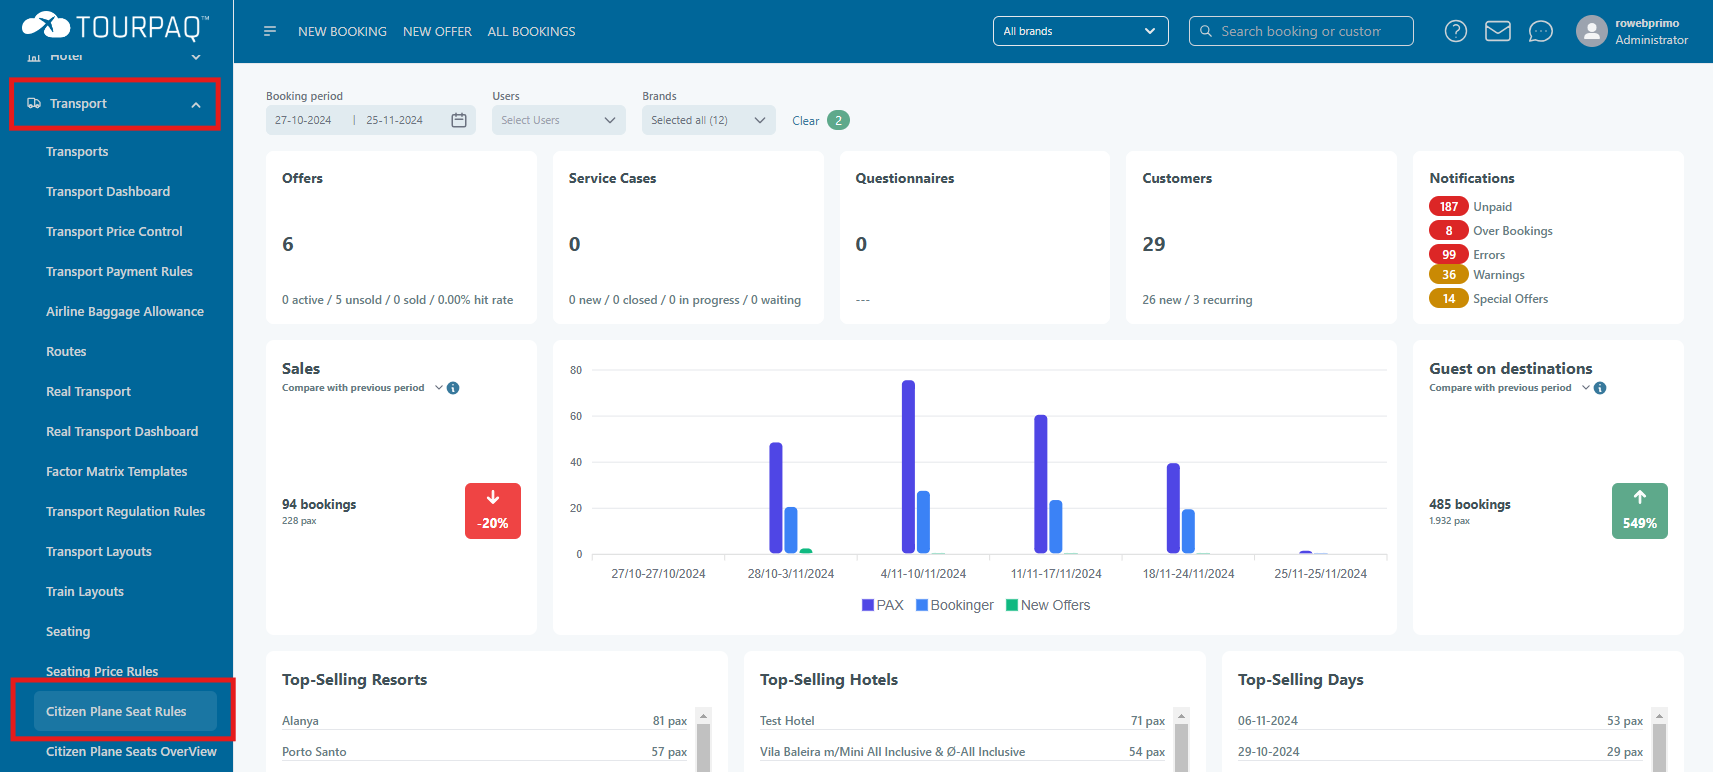 TOURPAQ™
Hotel
Transport
Transports
Transport Dashboard
Transport Price Control
Transport Payment Rules
Airline Baggage Allowance
Routes
Real Transport
Real Transport Dashboard
Factor Matrix Templates
Transport Regulation Rules
Transport Layouts
Train Layouts
Seating
Seating Price Rules
Citizen Plane Seat Rules
Citizen Plane Seats OverView
NEW BOOKING NEW OFFER ALL BOOKINGS
All brands
Search booking or custom
rowebprimo
Administrator
Booking period
27-10-2024 | 25-11-2024
Users
Select Users
Brands
Selected all (12)
Clear 2
Offers
6
0 active / 5 unsold / 0 sold / 0.00% hit rate
Service Cases
0
0 new / 0 closed / 0 in progress / 0 waiting
Questionnaires
0
---
Customers
29
26 new / 3 recurring
Notifications
187 Unpaid
8 Over Bookings
99 Errors
36 Warnings
14 Special Offers
Sales
Compare with previous period
94 bookings
228 pax
-20%
80
60
40
20
0
27/10-27/10/2024 28/10-3/11/2024 4/11-10/11/2024 11/11-17/11/2024 18/11-24/11/2024 25/11-25/11/2024
PAX Bookinger New Offers
Guest on destinations
Compare with previous period
485 bookings
1.932 pax
549%
Top-Selling Resorts
Alanya 81 pax
Porto Santo 57 pax
Top-Selling Hotels
Test Hotel 71 pax
Vila Baleira m/Mini All Inclusive & Ø-All Inclusive 54 pax
Top-Selling Days
06-11-2024 53 pax
29-10-2024 29 pax